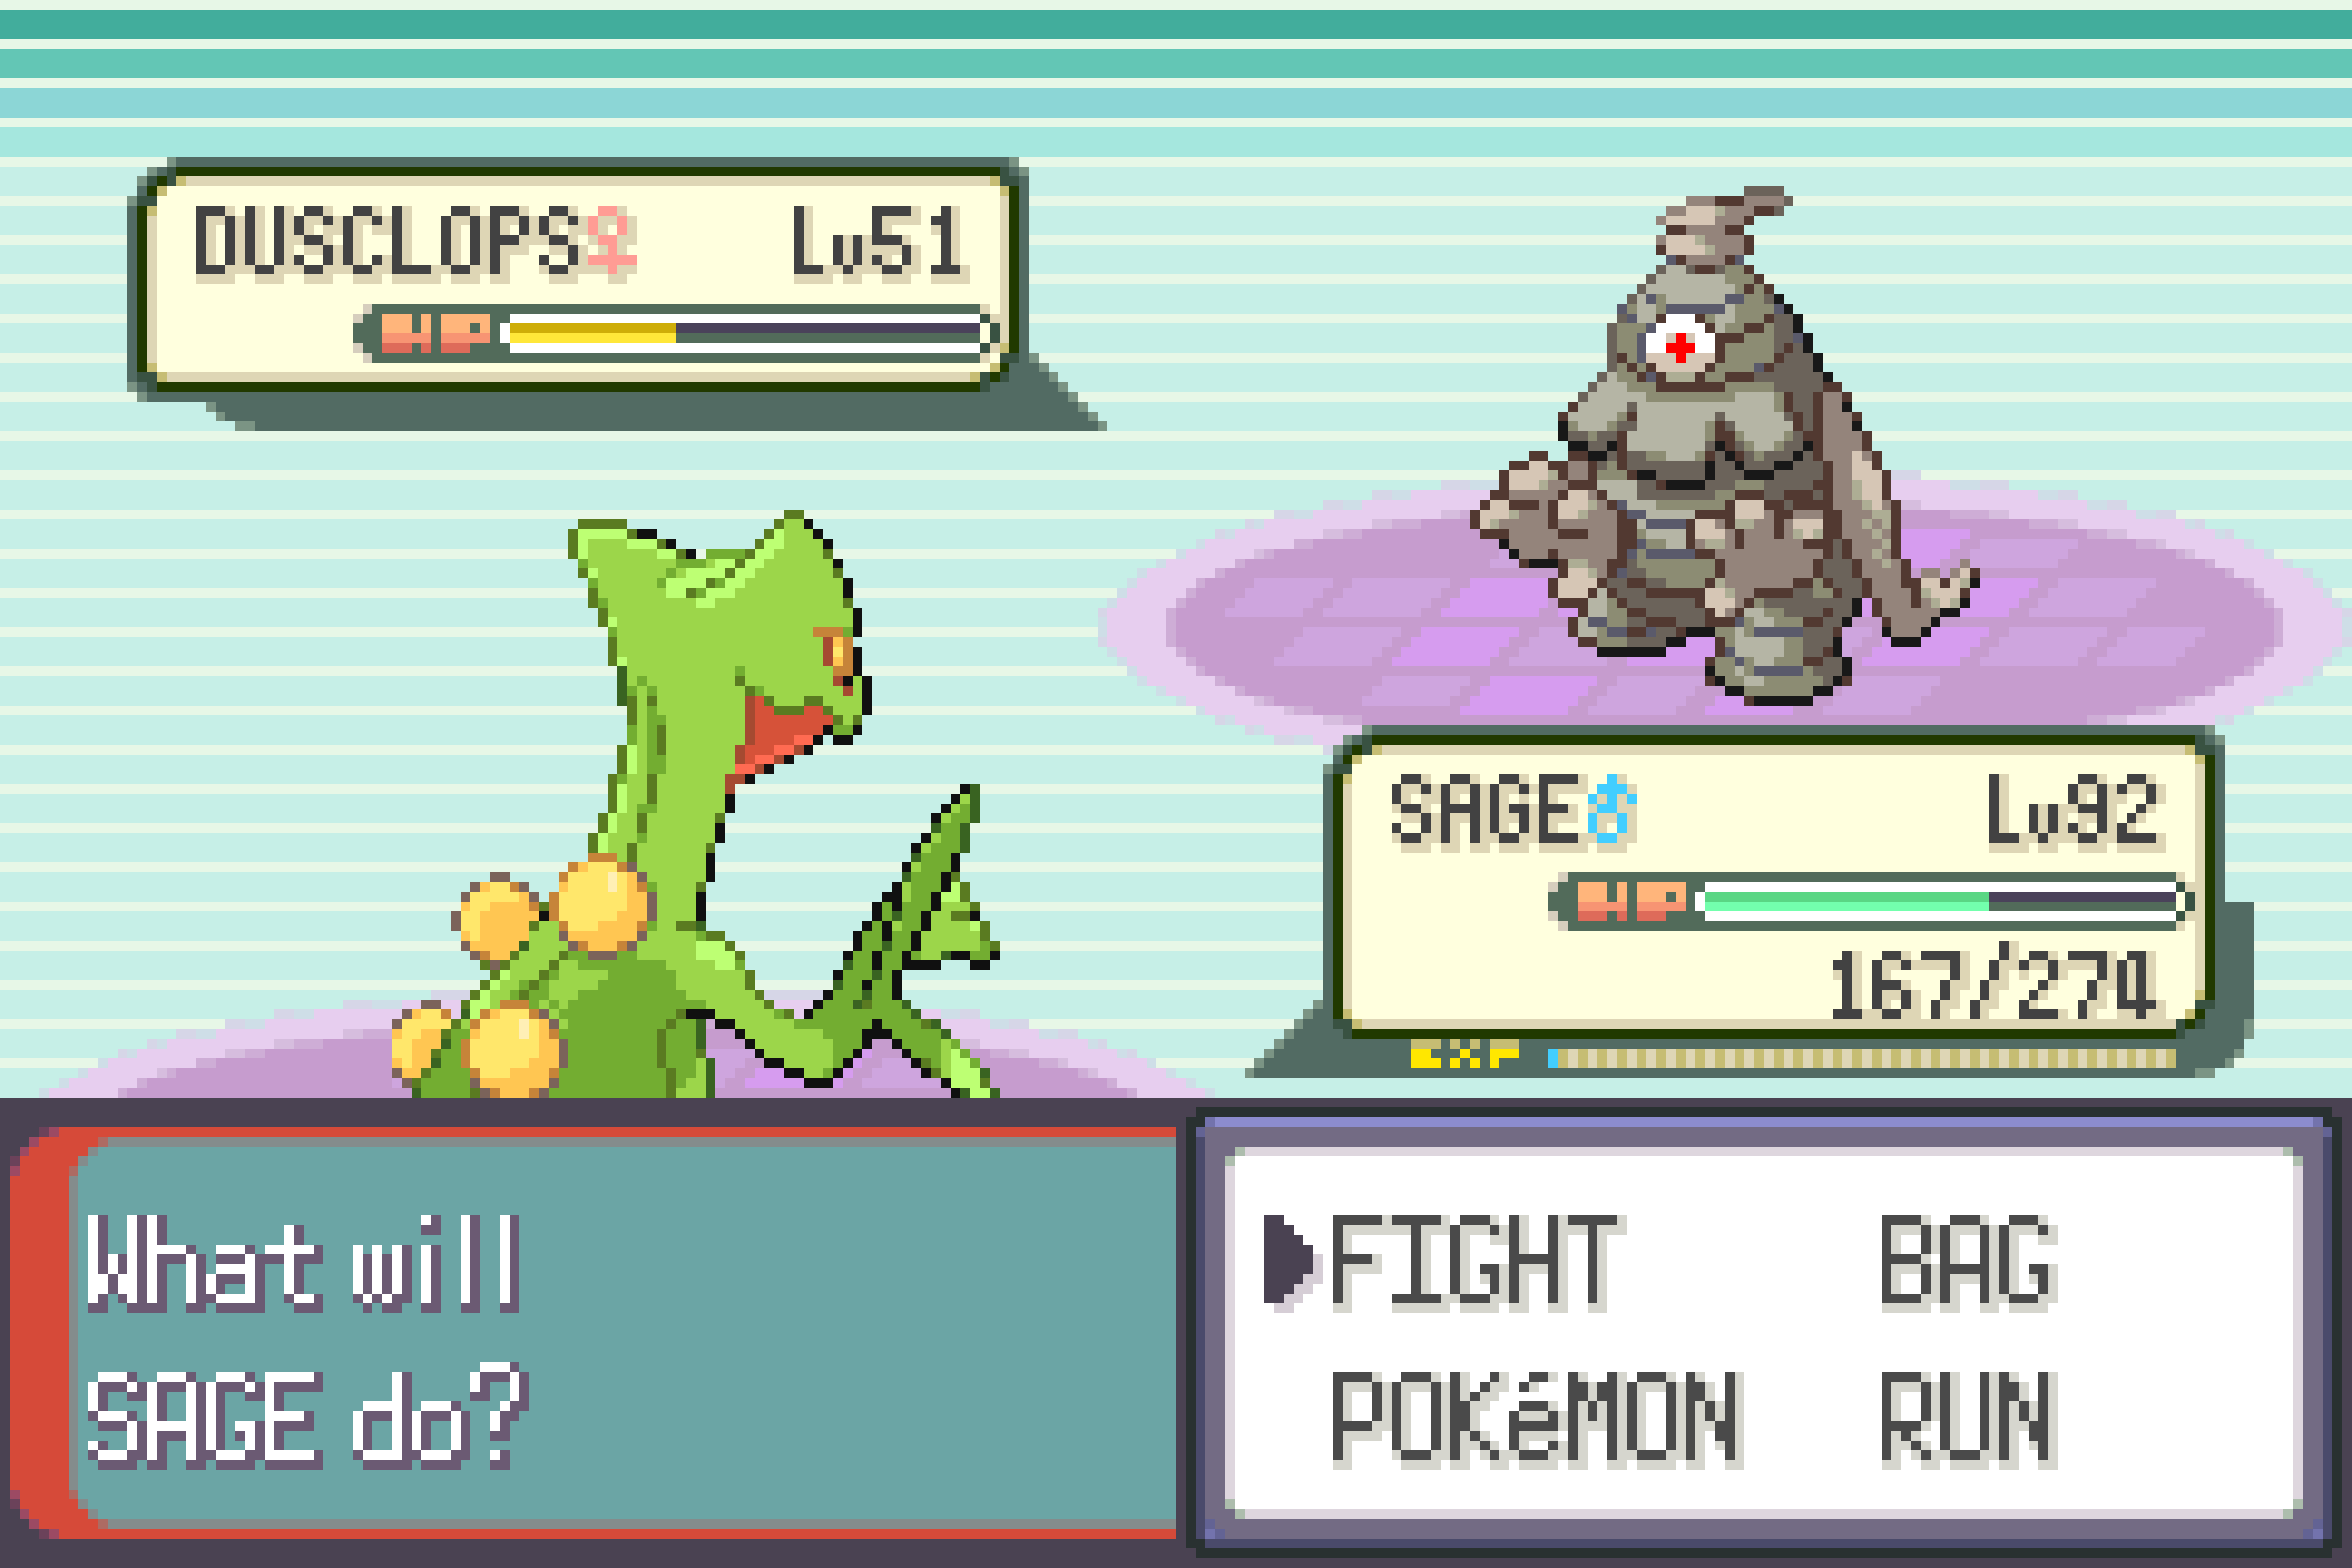 DUSCLOPS♀ Lv51
HP
SAGE♂ Lv92
HP
167/274
EXP
What will
SAGE do?
FIGHT BAG
POKéMON RUN